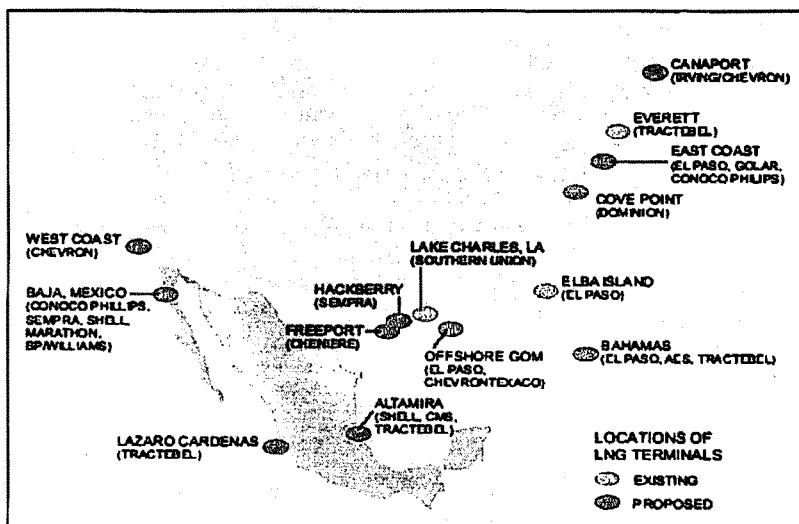 CANAPORT
(IRVING/CHEVRON)
EVERETT
(TRACTEBEL)
EAST COAST
(EL PASO, GOLAR,
CONOCO PHILIPS)
COVE POINT
(DOMINION)
WEST COAST
(CHEVRON)
LAKE CHARLES, LA
(SOUTHERN UNION)
HACKBERRY
(SEMPRA)
ELBA ISLAND
(EL PASO)
BAJA, MEXICO
(CONOCO PHILLIPS,
SEMPRA, SHELL,
MARATHON,
BP/WILLIAMS)
FREEPORT
(CHENIERE)
OFFSHORE GOM
(EL PASO,
CHEVRONTEXACO)
BAHAMAS
(EL PASO, AES, TRACTEBEL)
ALTAMIRA
(SHELL, CMS,
TRACTEBEL)
LAZARO CARDENAS
(TRACTEBEL)
LOCATIONS OF
LNG TERMINALS
EXISTING
PROPOSED